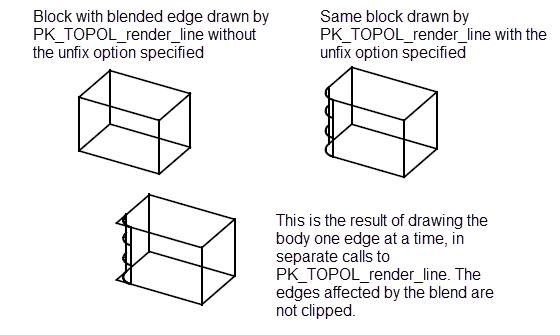 Block with blended edge drawn by
PK_TOPOL_render_line without
the unfix option specified
Same block drawn by
PK_TOPOL_render_line with the
unfix option specified
This is the result of drawing the
body one edge at a time, in
separate calls to
PK_TOPOL_render_line. The
edges affected by the blend are
not clipped.